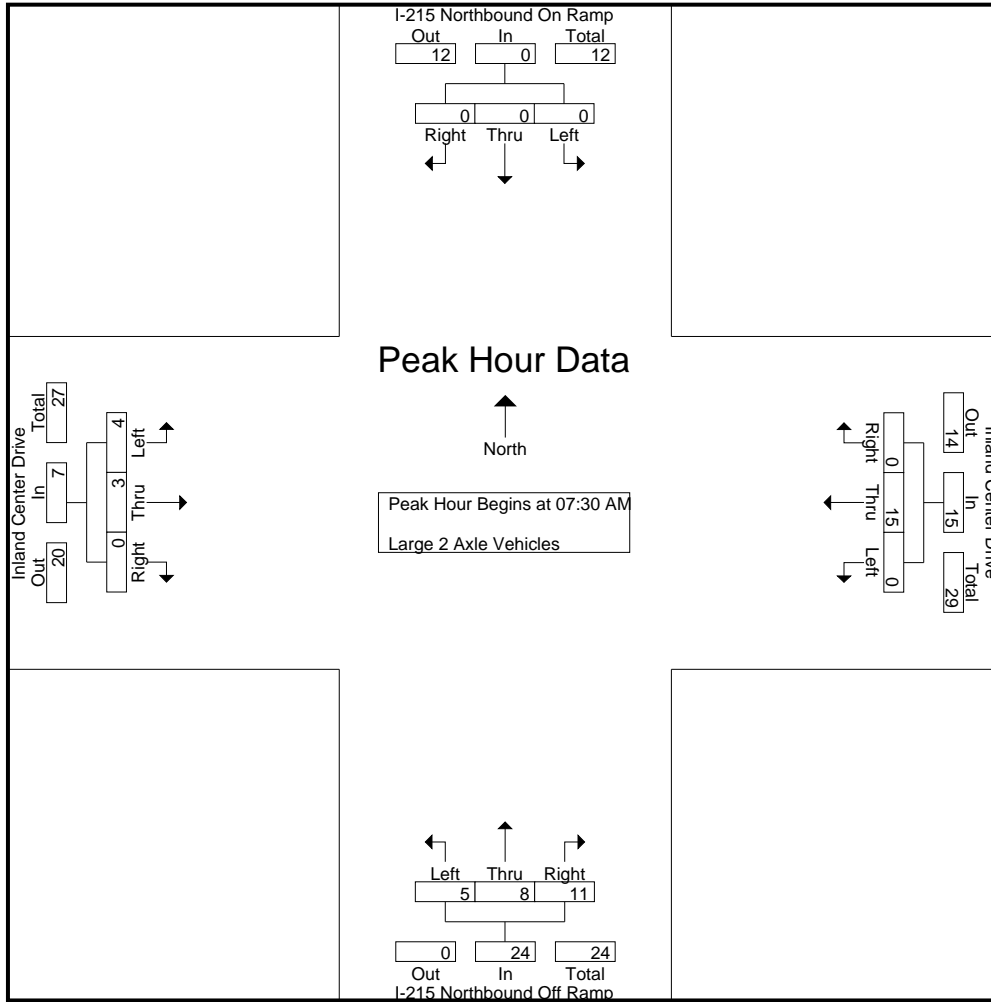 I-215 Northbound On Ramp
Out In Total
12 0 12
0 0 0
Right Thru Left
Peak Hour Data
North
Peak Hour Begins at 07:30 AM
Large 2 Axle Vehicles
Inland Center Drive
Out In Total
20 7 27
Left Thru Right
4 3 0
Inland Center Drive
Out In Total
14 15 29
Right Thru Left
0 15 0
Left Thru Right
5 8 11
0 24 24
Out In Total
I-215 Northbound Off Ramp